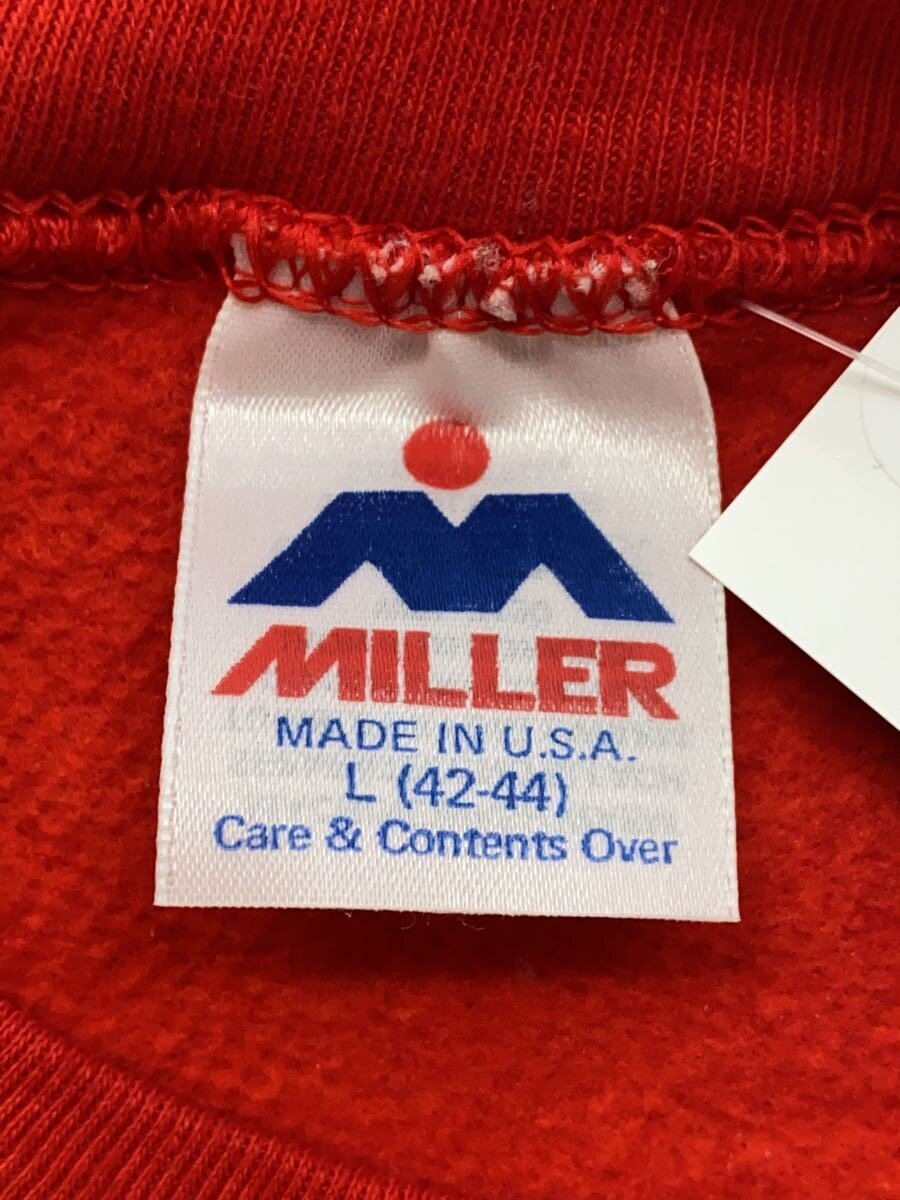 MILLER
MADE IN U.S.A.
L (42-44)
Care & Contents Over